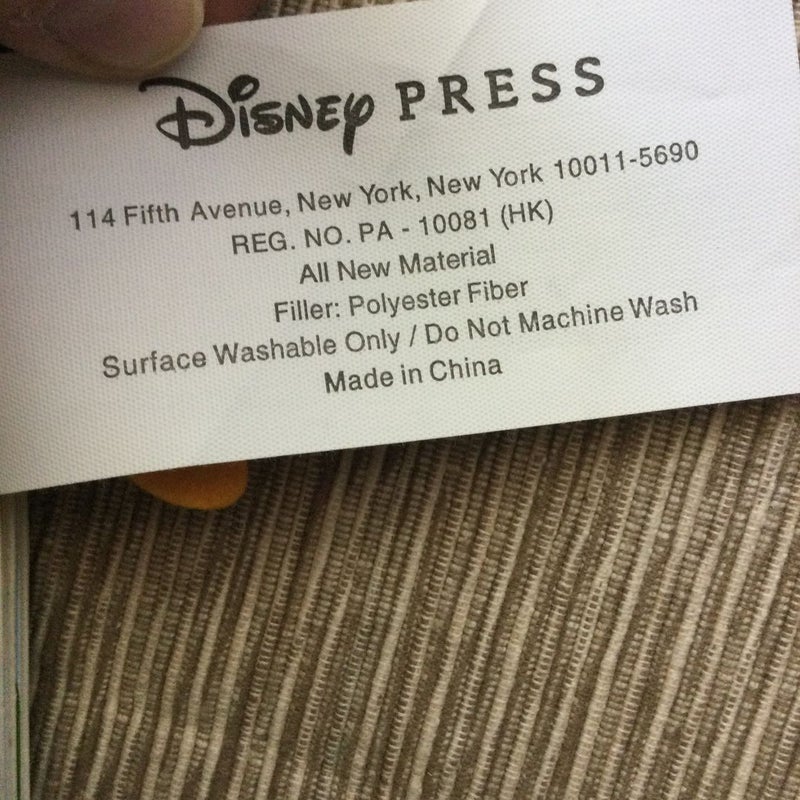 Disney PRESS
114 Fifth Avenue, New York, New York 10011-5690
REG. NO. PA - 10081 (HK)
All New Material
Filler: Polyester Fiber
Surface Washable Only / Do Not Machine Wash
Made in China